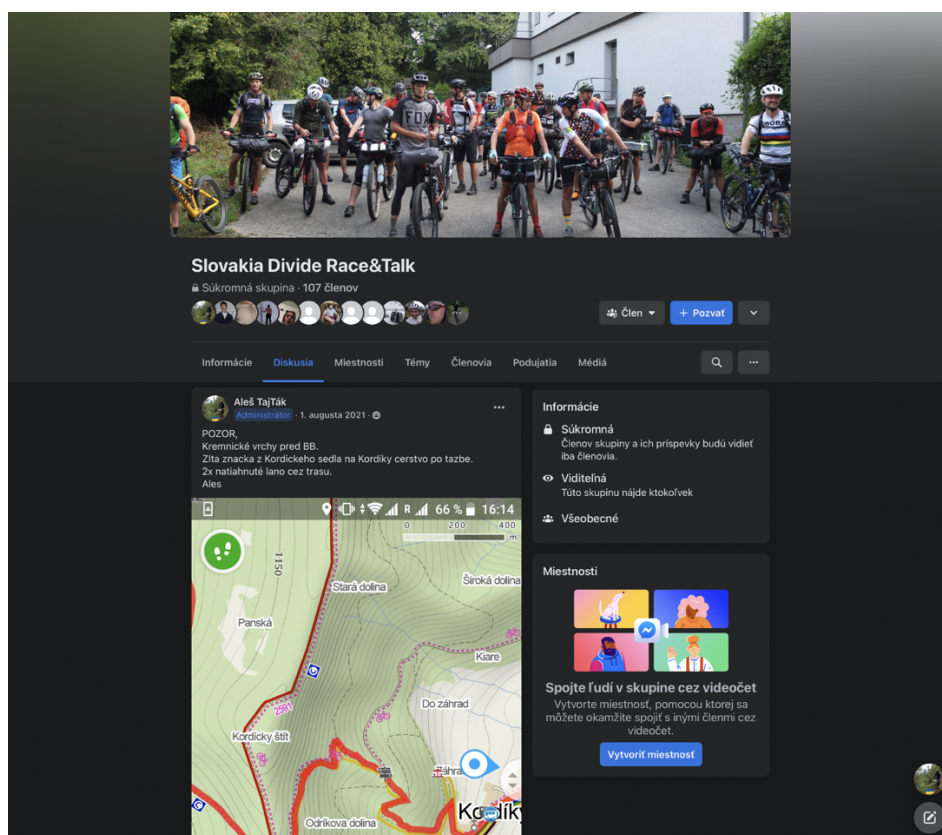 Slovakia Divide Race&Talk
Súkromná skupina · 107 členov
Člen
+ Pozvať
Informácie
Diskusia
Miestnosti
Témy
Členovia
Podujatia
Médiá
Aleš TajTák
Administrátor · 1. augusta 2021 ·
POZOR,
Kremnické vrchy pred BB.
Zlta znacka z Kordickeho sedla na Kordiky cerstvo po tazbe.
2x natiahnuté lano cez trasu.
Ales
R 66 % 16:14
0 200 400
m
1150
Stará dolina
Široká dolina
Panská
Kiare
2591
Do záhrad
Kordícky štít
Odríkova dolina
Informácie
Súkromná
Členov skupiny a ich príspevky budú vidieť
iba členovia.
Viditeľná
Túto skupinu nájde ktokoľvek
Všeobecné
Miestnosti
Spojte ľudí v skupine cez videočet
Vytvorte miestnosť, pomocou ktorej sa
môžete okamžite spojiť s inými členmi cez
videočet.
Vytvoriť miestnosť